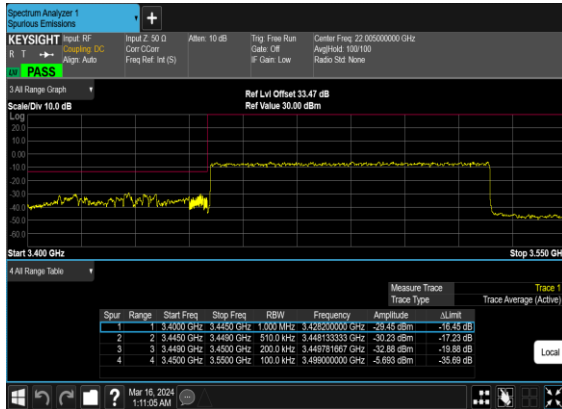 Spectrum Analyzer 1
Spurious Emissions
KEYSIGHT Input: RF Input Z: 50 Ω Atten: 10 dB Trig: Free Run Center Freq: 22.005000000 GHz
R T Coupling: DC Corr CCorr Gate: Off Avg|Hold: 100/100
Align: Auto Freq Ref: Int (S) IF Gain: Low Radio Std: None
LU PASS
3 All Range Graph
Ref Lvl Offset 33.47 dB
Scale/Div 10.0 dB Ref Value 30.00 dBm
Log
20.0
10.0
0.00
-10.0
-20.0
-30.0
-40.0
-50.0
-60.0
Start 3.400 GHz Stop 3.550 GH
4 All Range Table
Measure Trace Trace 1
Trace Type Trace Average (Active)
Spur Range Start Freq Stop Freq RBW Frequency Amplitude ΔLimit
1 1 3.4000 GHz 3.4450 GHz 1.000 MHz 3.428200000 GHz -29.45 dBm -16.45 dB
2 2 3.4450 GHz 3.4490 GHz 510.0 kHz 3.448133333 GHz -30.23 dBm -17.23 dB
3 3 3.4490 GHz 3.4500 GHz 200.0 kHz 3.449781667 GHz -32.88 dBm -19.88 dB
4 4 3.4500 GHz 3.5500 GHz 100.0 kHz 3.499000000 GHz -5.693 dBm -35.69 dB
Local
Mar 16, 2024
1:11:05 AM